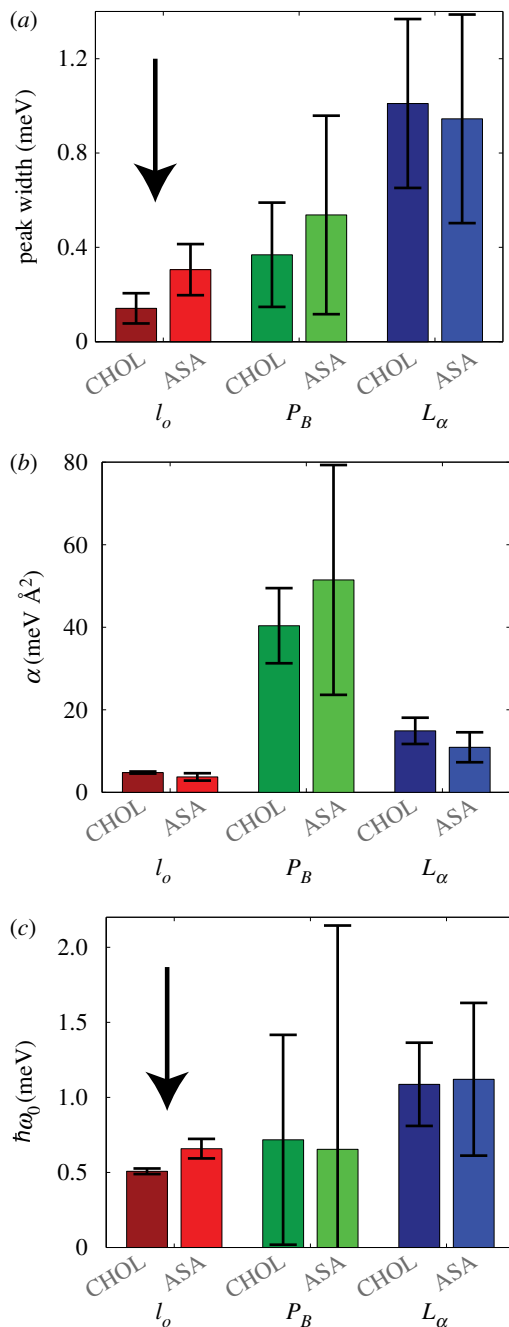 (a)
peak width (meV)
1.2
0.8
0.4
0
CHOL ASA CHOL ASA CHOL ASA
lo PB Lα
(b)
α (meV Å²)
80
60
40
20
0
CHOL ASA CHOL ASA CHOL ASA
lo PB Lα
(c)
ħω0 (meV)
2.0
1.5
1.0
0.5
0
CHOL ASA CHOL ASA CHOL ASA
lo PB Lα